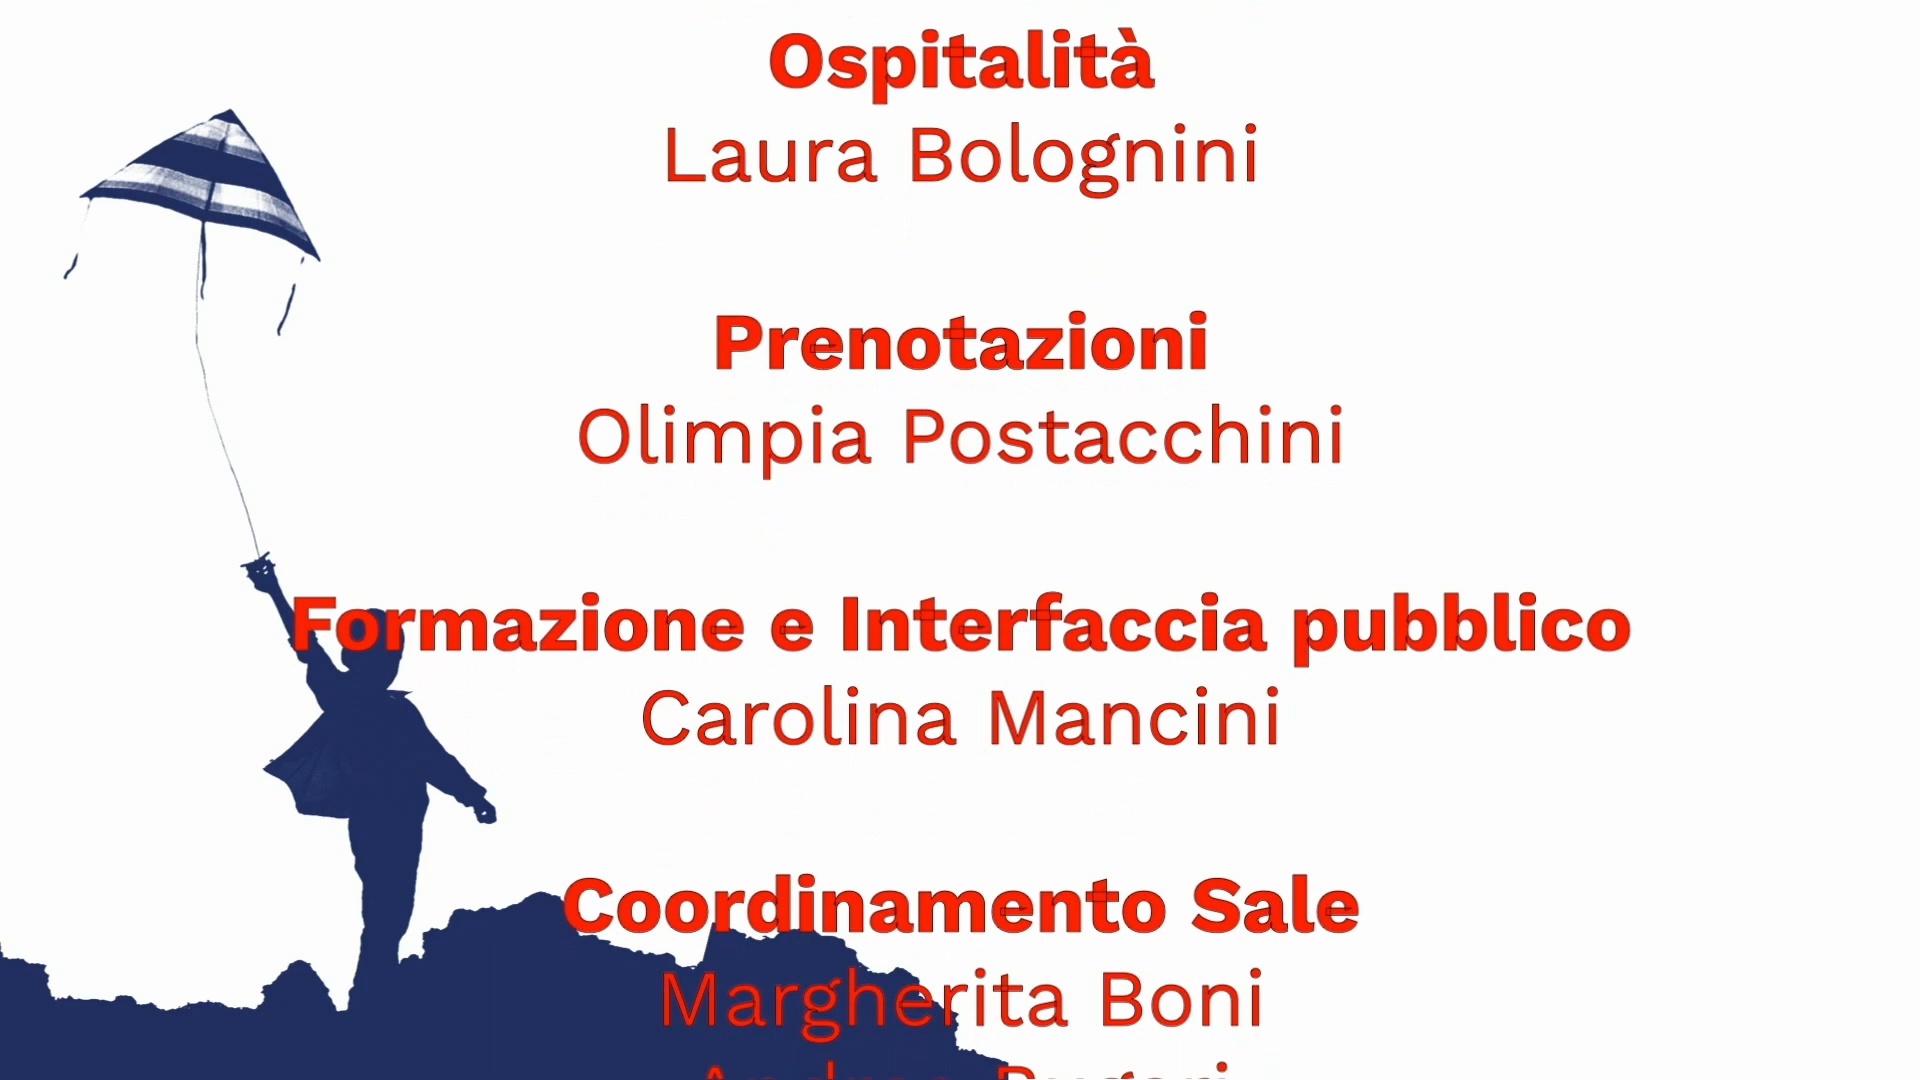 Ospitalità
Laura Bolognini
Prenotazioni
Olimpia Postacchini
Formazione e Interfaccia pubblico
Carolina Mancini
Coordinamento Sale
Margherita Boni